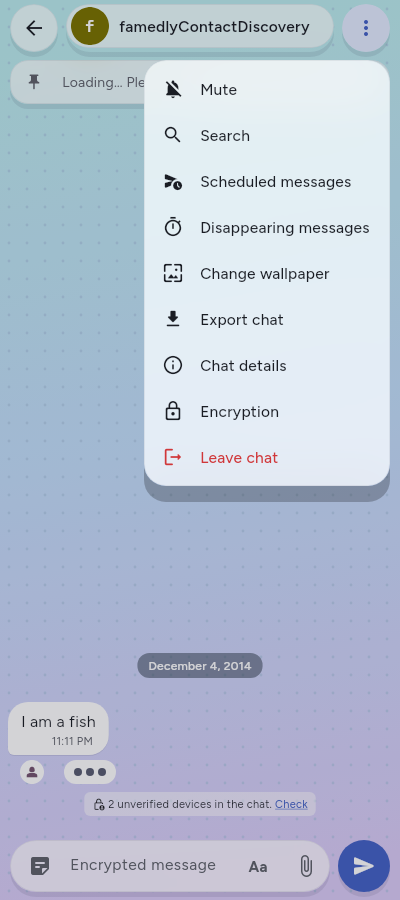 f
famedlyContactDiscovery
Loading... Ple
Mute
Search
Scheduled messages
Disappearing messages
Change wallpaper
Export chat
Chat details
Encryption
Leave chat
December 4, 2014
I am a fish
11:11 PM
2 unverified devices in the chat. Check
Encrypted message
Aa